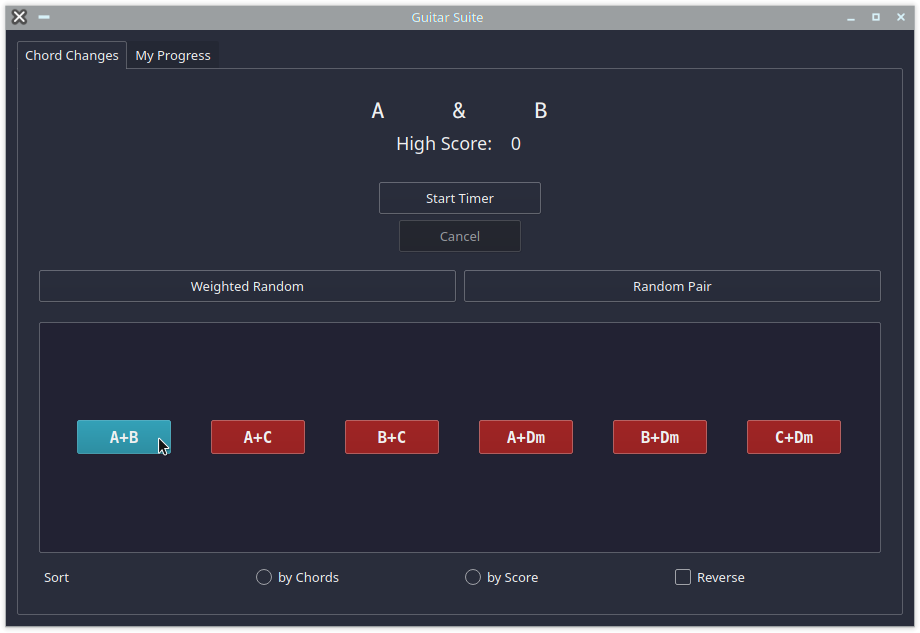 Guitar Suite
Chord Changes My Progress
A & B
High Score: 0
Start Timer
Cancel
Weighted Random Random Pair
A+B A+C B+C A+Dm B+Dm C+Dm
Sort by Chords by Score Reverse